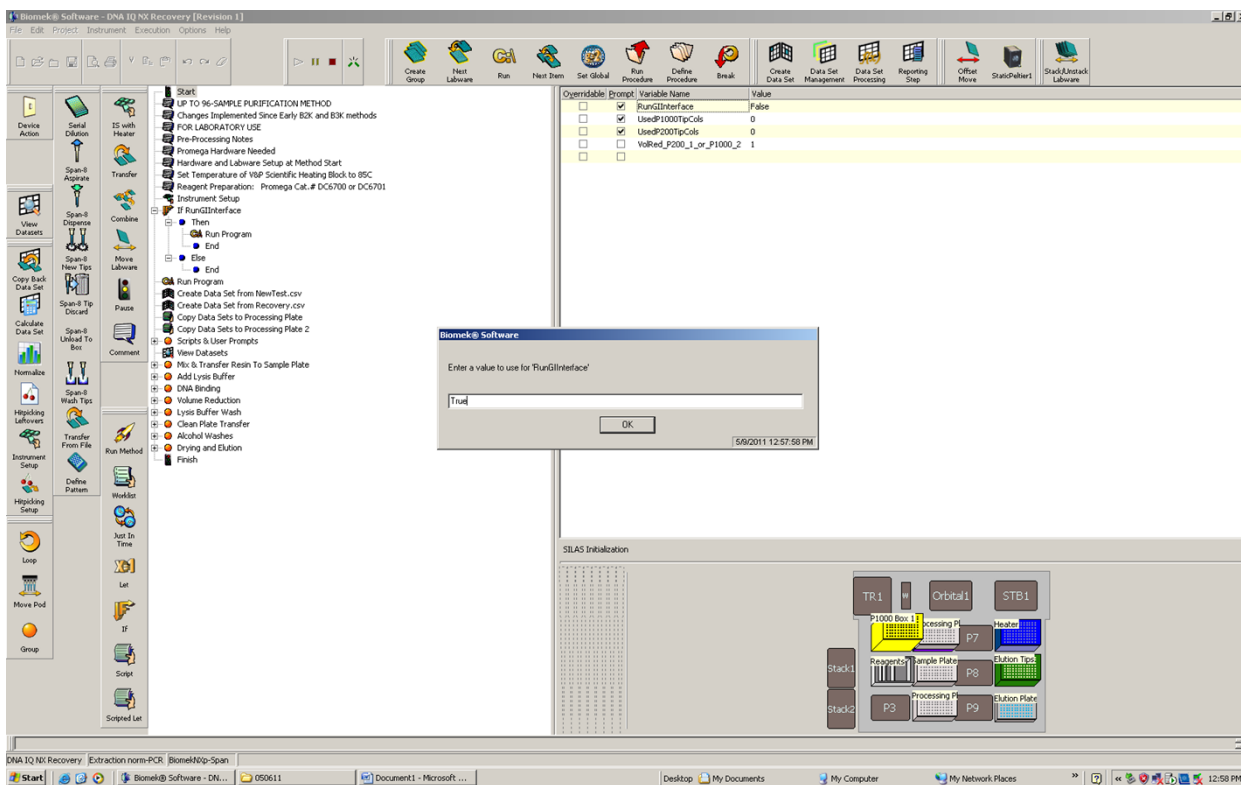 Biomek® Software - DNA IQ NX Recovery [Revision 1]
File Edit Project Instrument Execution Options Help
Create Group
Next Labware
Run
Next Item
Set Global
Run Procedure
Define Procedure
Break
Create Data Set
Data Set Management
Data Set Processing
Reporting Step
Offset Move
StaticPeltier1
Stack/Unstack Labware
Device Action
View Datasets
Copy Back Data Set
Calculate Data Set
Normalize
Hitpicking Leftovers
Instrument Setup
Hitpicking Setup
Loop
Move Pod
Group
Serial Dilution
Span-8 Aspirate
Span-8 Dispense
Span-8 New Tips
Span-8 Tip Discard
Span-8 Unload To Box
Span-8 Wash Tips
Transfer From File
Define Pattern
IS with Heater
Transfer
Combine
Move Labware
Pause
Comment
Run Method
Worklist
Just In Time
Let
If
Script
Scripted Let
Start
UP TO 96-SAMPLE PURIFICATION METHOD
Changes Implemented Since Early B2K and B3K methods
FOR LABORATORY USE
Pre-Processing Notes
Promega Hardware Needed
Hardware and Labware Setup at Method Start
Set Temperature of V&P Scientific Heating Block to 85C
Reagent Preparation: Promega Cat.# DC6700 or DC6701
Instrument Setup
If RunGIInterface
Then
Run Program
End
Else
End
Run Program
Create Data Set from NewTest.csv
Create Data Set from Recovery.csv
Copy Data Sets to Processing Plate
Copy Data Sets to Processing Plate 2
Scripts & User Prompts
View Datasets
Mix & Transfer Resin To Sample Plate
Add Lysis Buffer
DNA Binding
Volume Reduction
Lysis Buffer Wash
Clean Plate Transfer
Alcohol Washes
Drying and Elution
Finish
Overridable Prompt Variable Name Value
RunGIInterface False
UsedP1000TipCols 0
UsedP200TipCols 0
VolRed_P200_1_or_P1000_2 1
Biomek® Software
Enter a value to use for 'RunGIInterface'
True
OK
5/9/2011 12:57:58 PM
SILAS Initialization
TR1 W Orbital1 STB1
P1000 Box 1 ocessing Pl P7 Heater
Stack1 Reagents Sample Plate P8 Elution Tips
Stack2 P3 Processing Pl P9 Elution Plate
DNA IQ NX Recovery Extraction norm-PCR BiomekNXp-Span
Start Biomek® Software - DN... 050611 Document1 - Microsoft ... Desktop My Documents My Computer My Network Places » « 12:58 PM